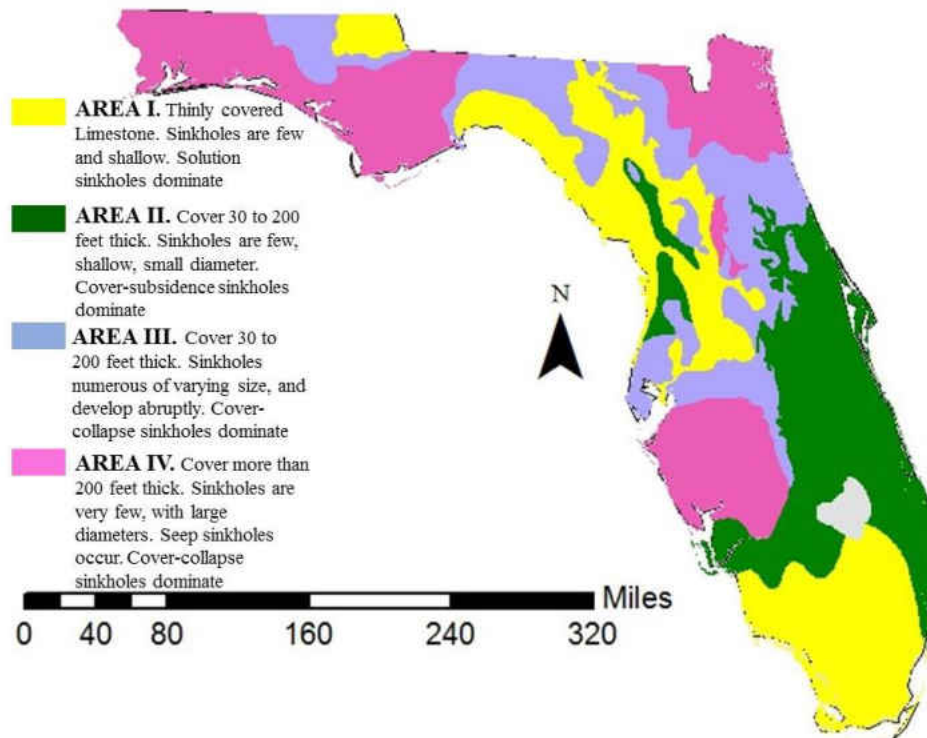 AREA I. Thinly covered
Limestone. Sinkholes are few
and shallow. Solution
sinkholes dominate
AREA II. Cover 30 to 200
feet thick. Sinkholes are few,
shallow, small diameter.
Cover-subsidence sinkholes
dominate
AREA III. Cover 30 to
200 feet thick. Sinkholes
numerous of varying size, and
develop abruptly. Cover-
collapse sinkholes dominate
AREA IV. Cover more than
200 feet thick. Sinkholes are
very few, with large
diameters. Seep sinkholes
occur. Cover-collapse
sinkholes dominate
N
Miles
0 40 80 160 240 320